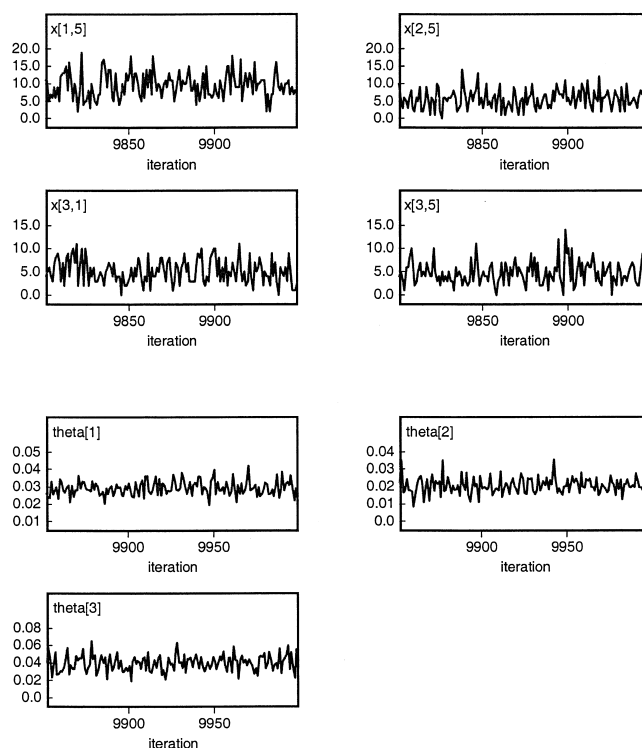 x[1,5]
20.0
15.0
10.0
5.0
0.0
9850 9900
iteration
x[2,5]
20.0
15.0
10.0
5.0
0.0
9850 9900
iteration
x[3,1]
15.0
10.0
5.0
0.0
9850 9900
iteration
x[3,5]
15.0
10.0
5.0
0.0
9850 9900
iteration
theta[1]
0.05
0.04
0.03
0.02
0.01
9900 9950
iteration
theta[2]
0.04
0.03
0.02
0.01
0.0
9900 9950
iteration
theta[3]
0.08
0.06
0.04
0.02
0.0
9900 9950
iteration